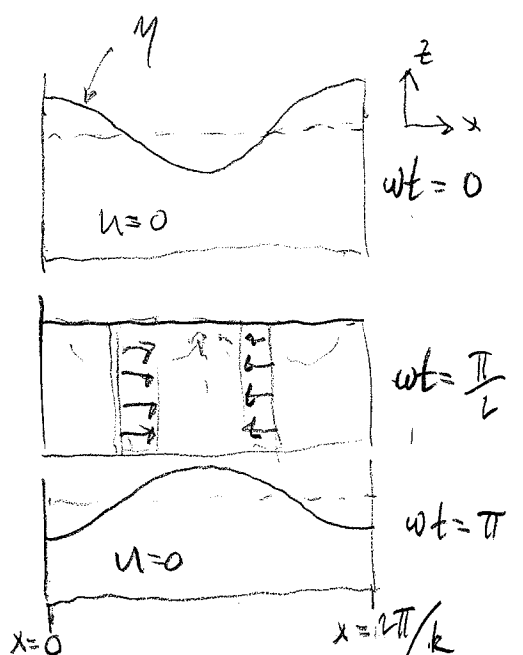 η
z
x
ωt = 0
u = 0
ωt = π/2
ωt = π
u = 0
x = 0
x = 2π/k